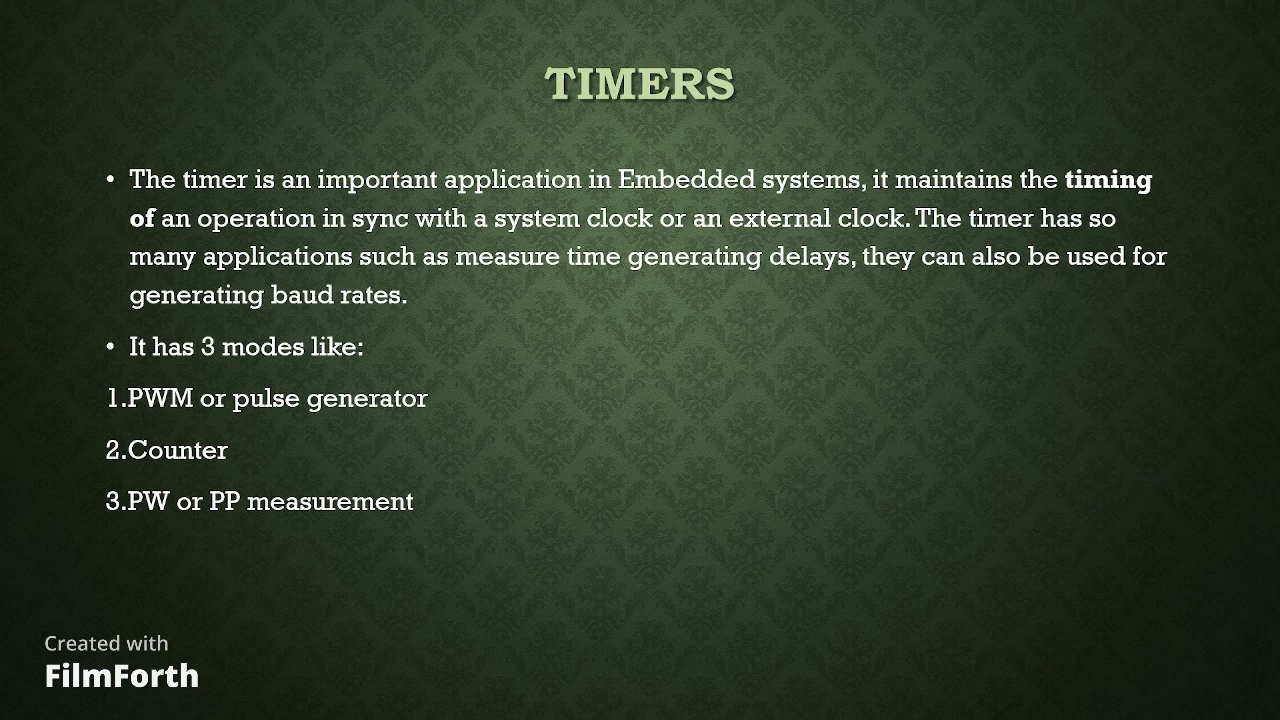 TIMERS
• The timer is an important application in Embedded systems, it maintains the timing
of an operation in sync with a system clock or an external clock. The timer has so
many applications such as measure time generating delays, they can also be used for
generating baud rates.
• It has 3 modes like:
1.PWM or pulse generator
2.Counter
3.PW or PP measurement
Created with
FilmForth